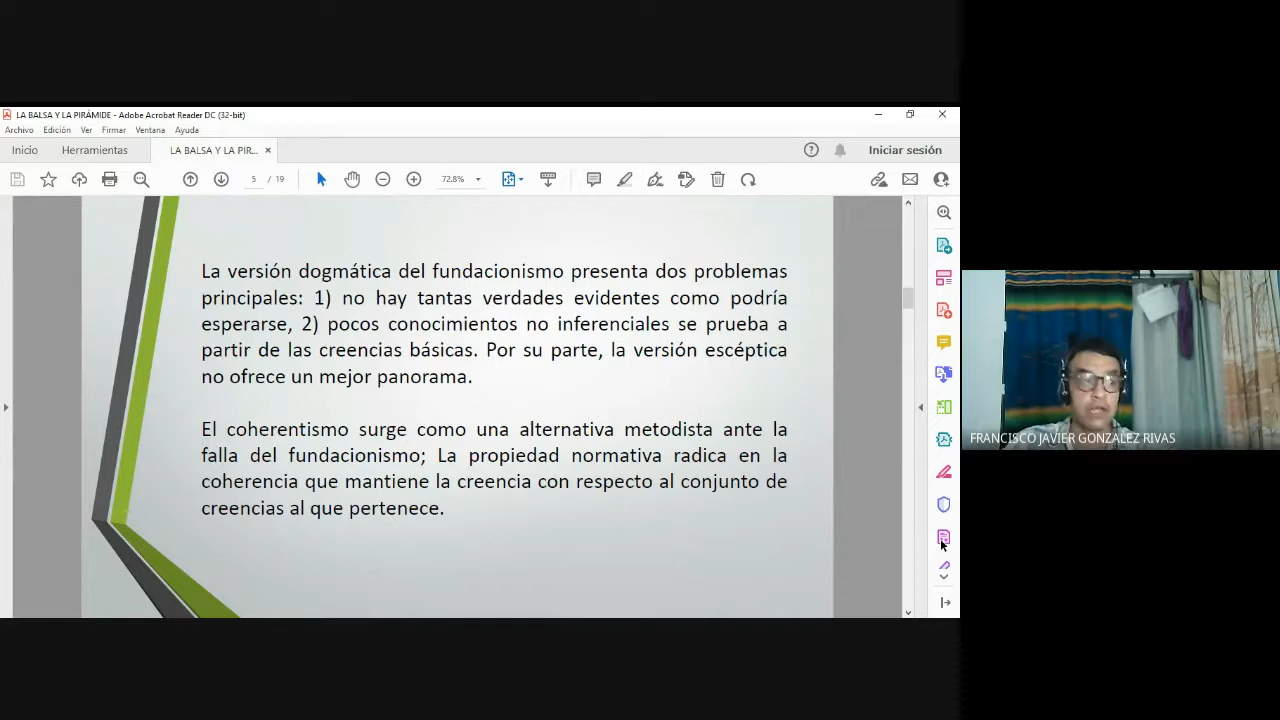 LA BALSA Y LA PIRÁMIDE - Adobe Acrobat Reader DC (32-bit)
Archivo Edición Ver Firmar Ventana Ayuda
Inicio Herramientas LA BALSA Y LA PIR... Iniciar sesión
5 / 19 72.8%
La versión dogmática del fundacionismo presenta dos problemas
principales: 1) no hay tantas verdades evidentes como podría
esperarse, 2) pocos conocimientos no inferenciales se prueba a
partir de las creencias básicas. Por su parte, la versión escéptica
no ofrece un mejor panorama.
El coherentismo surge como una alternativa metodista ante la
falla del fundacionismo; La propiedad normativa radica en la
coherencia que mantiene la creencia con respecto al conjunto de
creencias al que pertenece.
FRANCISCO JAVIER GONZALEZ RIVAS